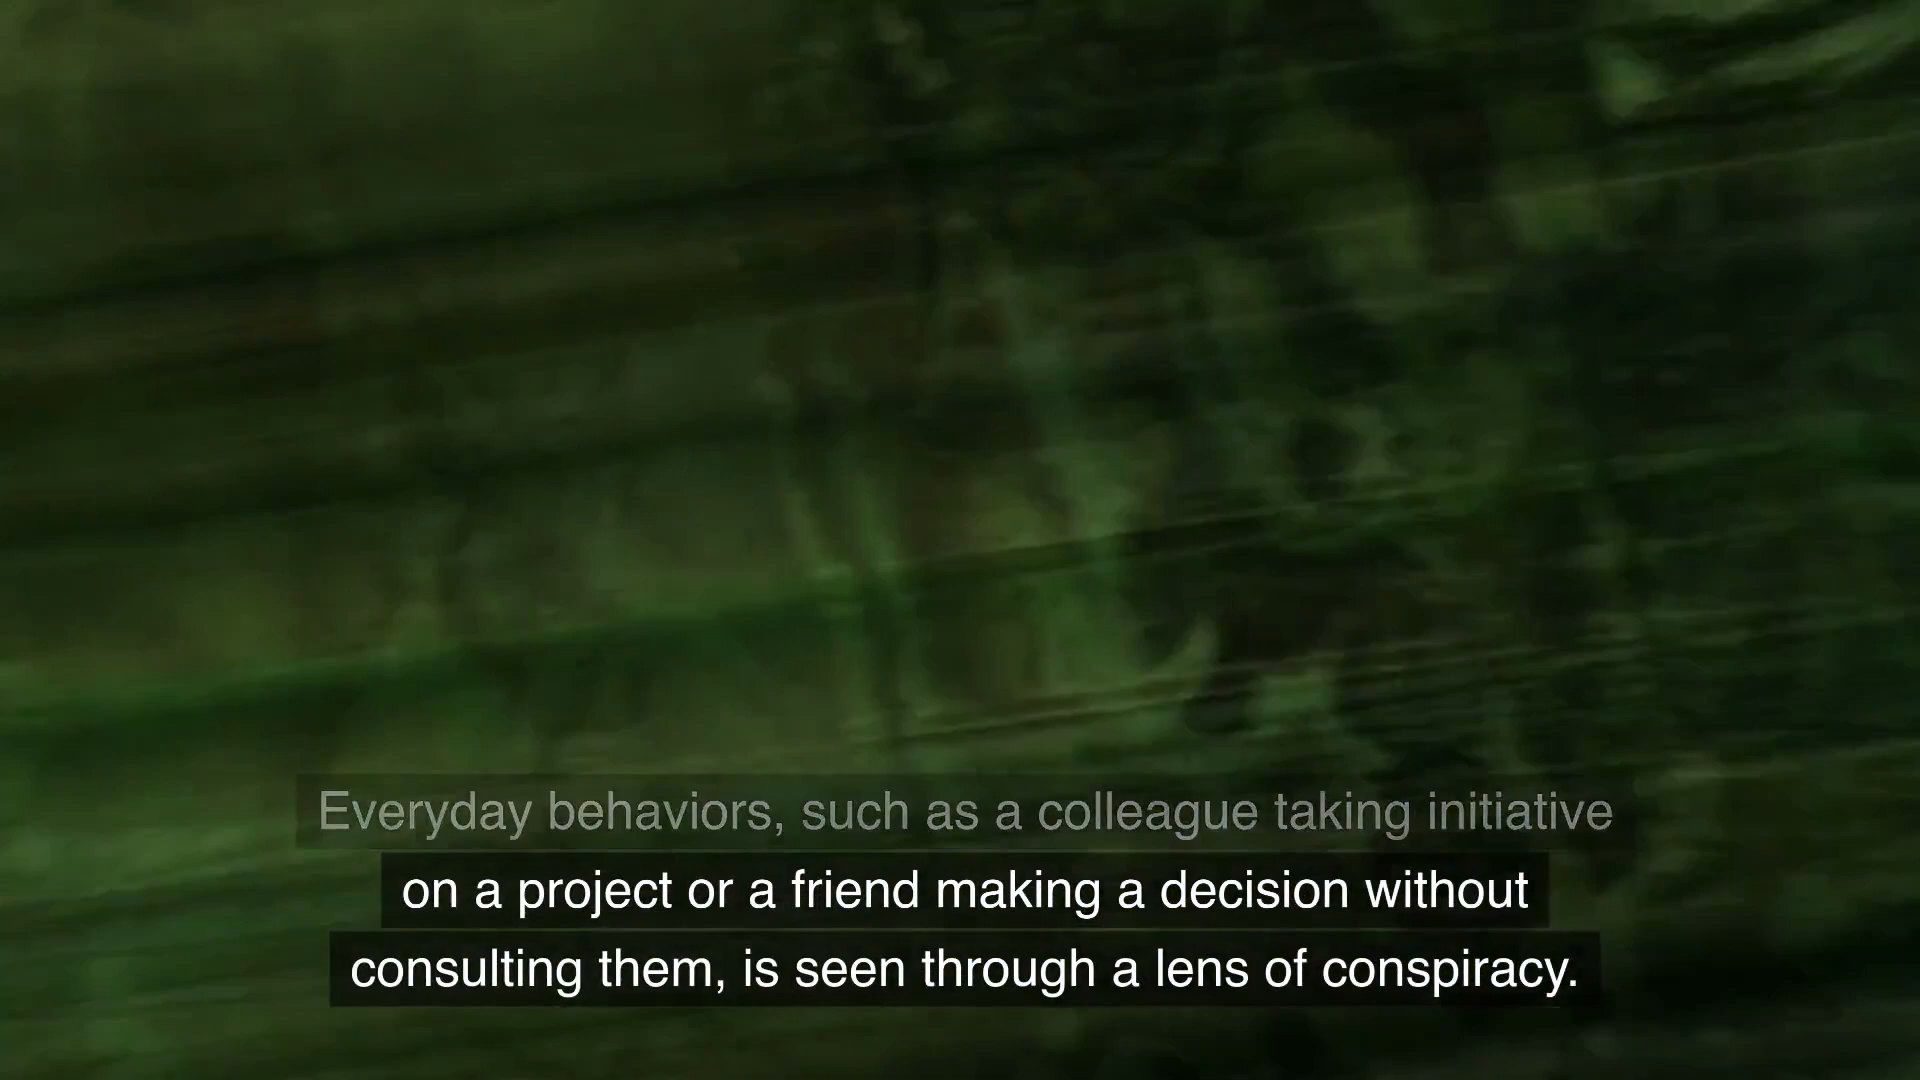 Everyday behaviors, such as a colleague taking initiative
on a project or a friend making a decision without
consulting them, is seen through a lens of conspiracy.